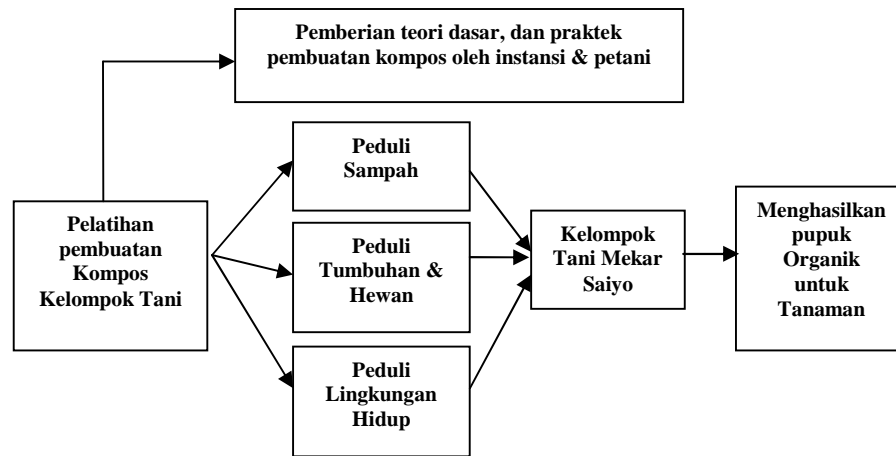 Pemberian teori dasar, dan praktek
pembuatan kompos oleh instansi & petani
Peduli
Sampah
Pelatihan
pembuatan
Kompos
Kelompok Tani
Peduli
Tumbuhan &
Hewan
Kelompok
Tani Mekar
Saiyo
Menghasilkan
pupuk
Organik
untuk
Tanaman
Peduli
Lingkungan
Hidup